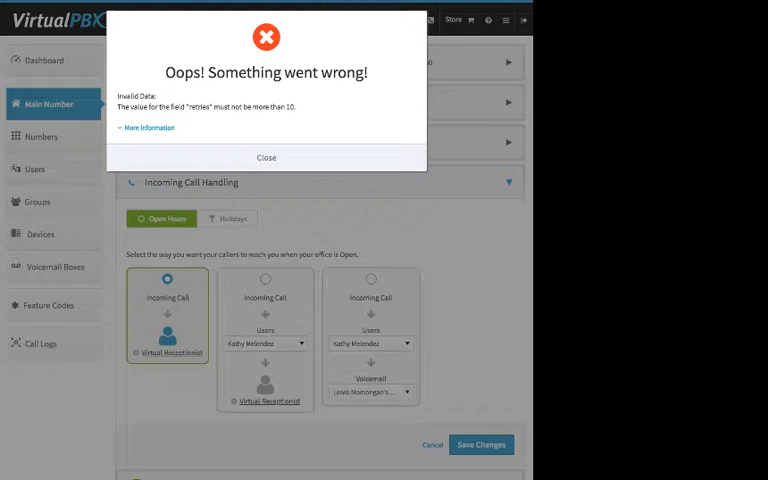 VirtualPBX
Store
Oops! Something went wrong!
Invalid Data:
The value for the field "retries" must not be more than 10.
More Information
Close
Dashboard
Main Number
Numbers
Users
Groups
Devices
Voicemail Boxes
Feature Codes
Call Logs
Incoming Call Handling
Open Hours
Holidays
Select the way you want your callers to reach you when your office is Open.
Incoming Call
Virtual Receptionist
Incoming Call
Users
Kathy Melendez
Virtual Receptionist
Incoming Call
Users
Kathy Melendez
Voicemail
Lewis Momongan's ...
Cancel
Save Changes